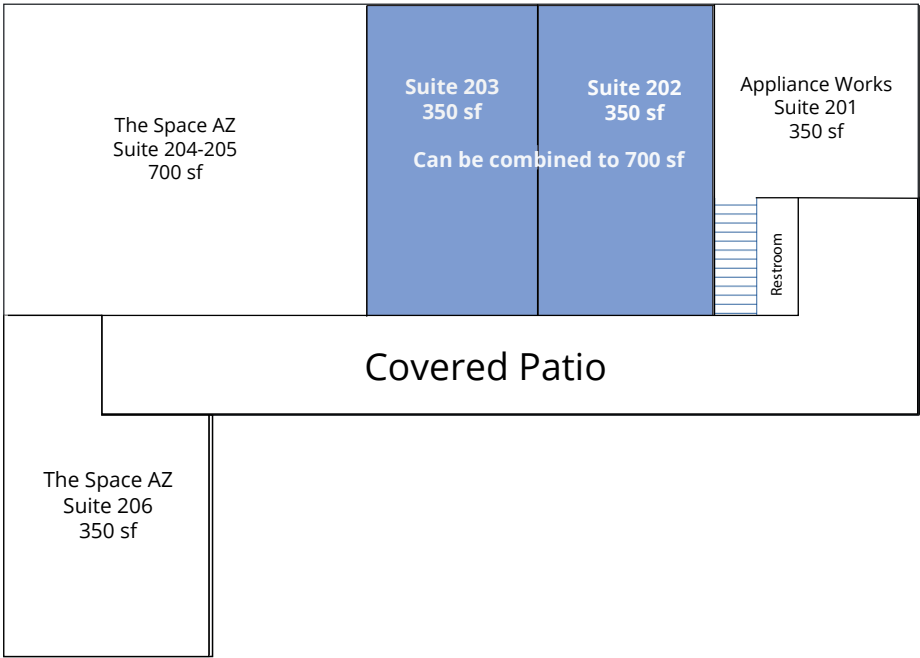 The Space AZ
Suite 204-205
700 sf
Suite 203
350 sf
Suite 202
350 sf
Can be combined to 700 sf
Appliance Works
Suite 201
350 sf
Restroom
Covered Patio
The Space AZ
Suite 206
350 sf